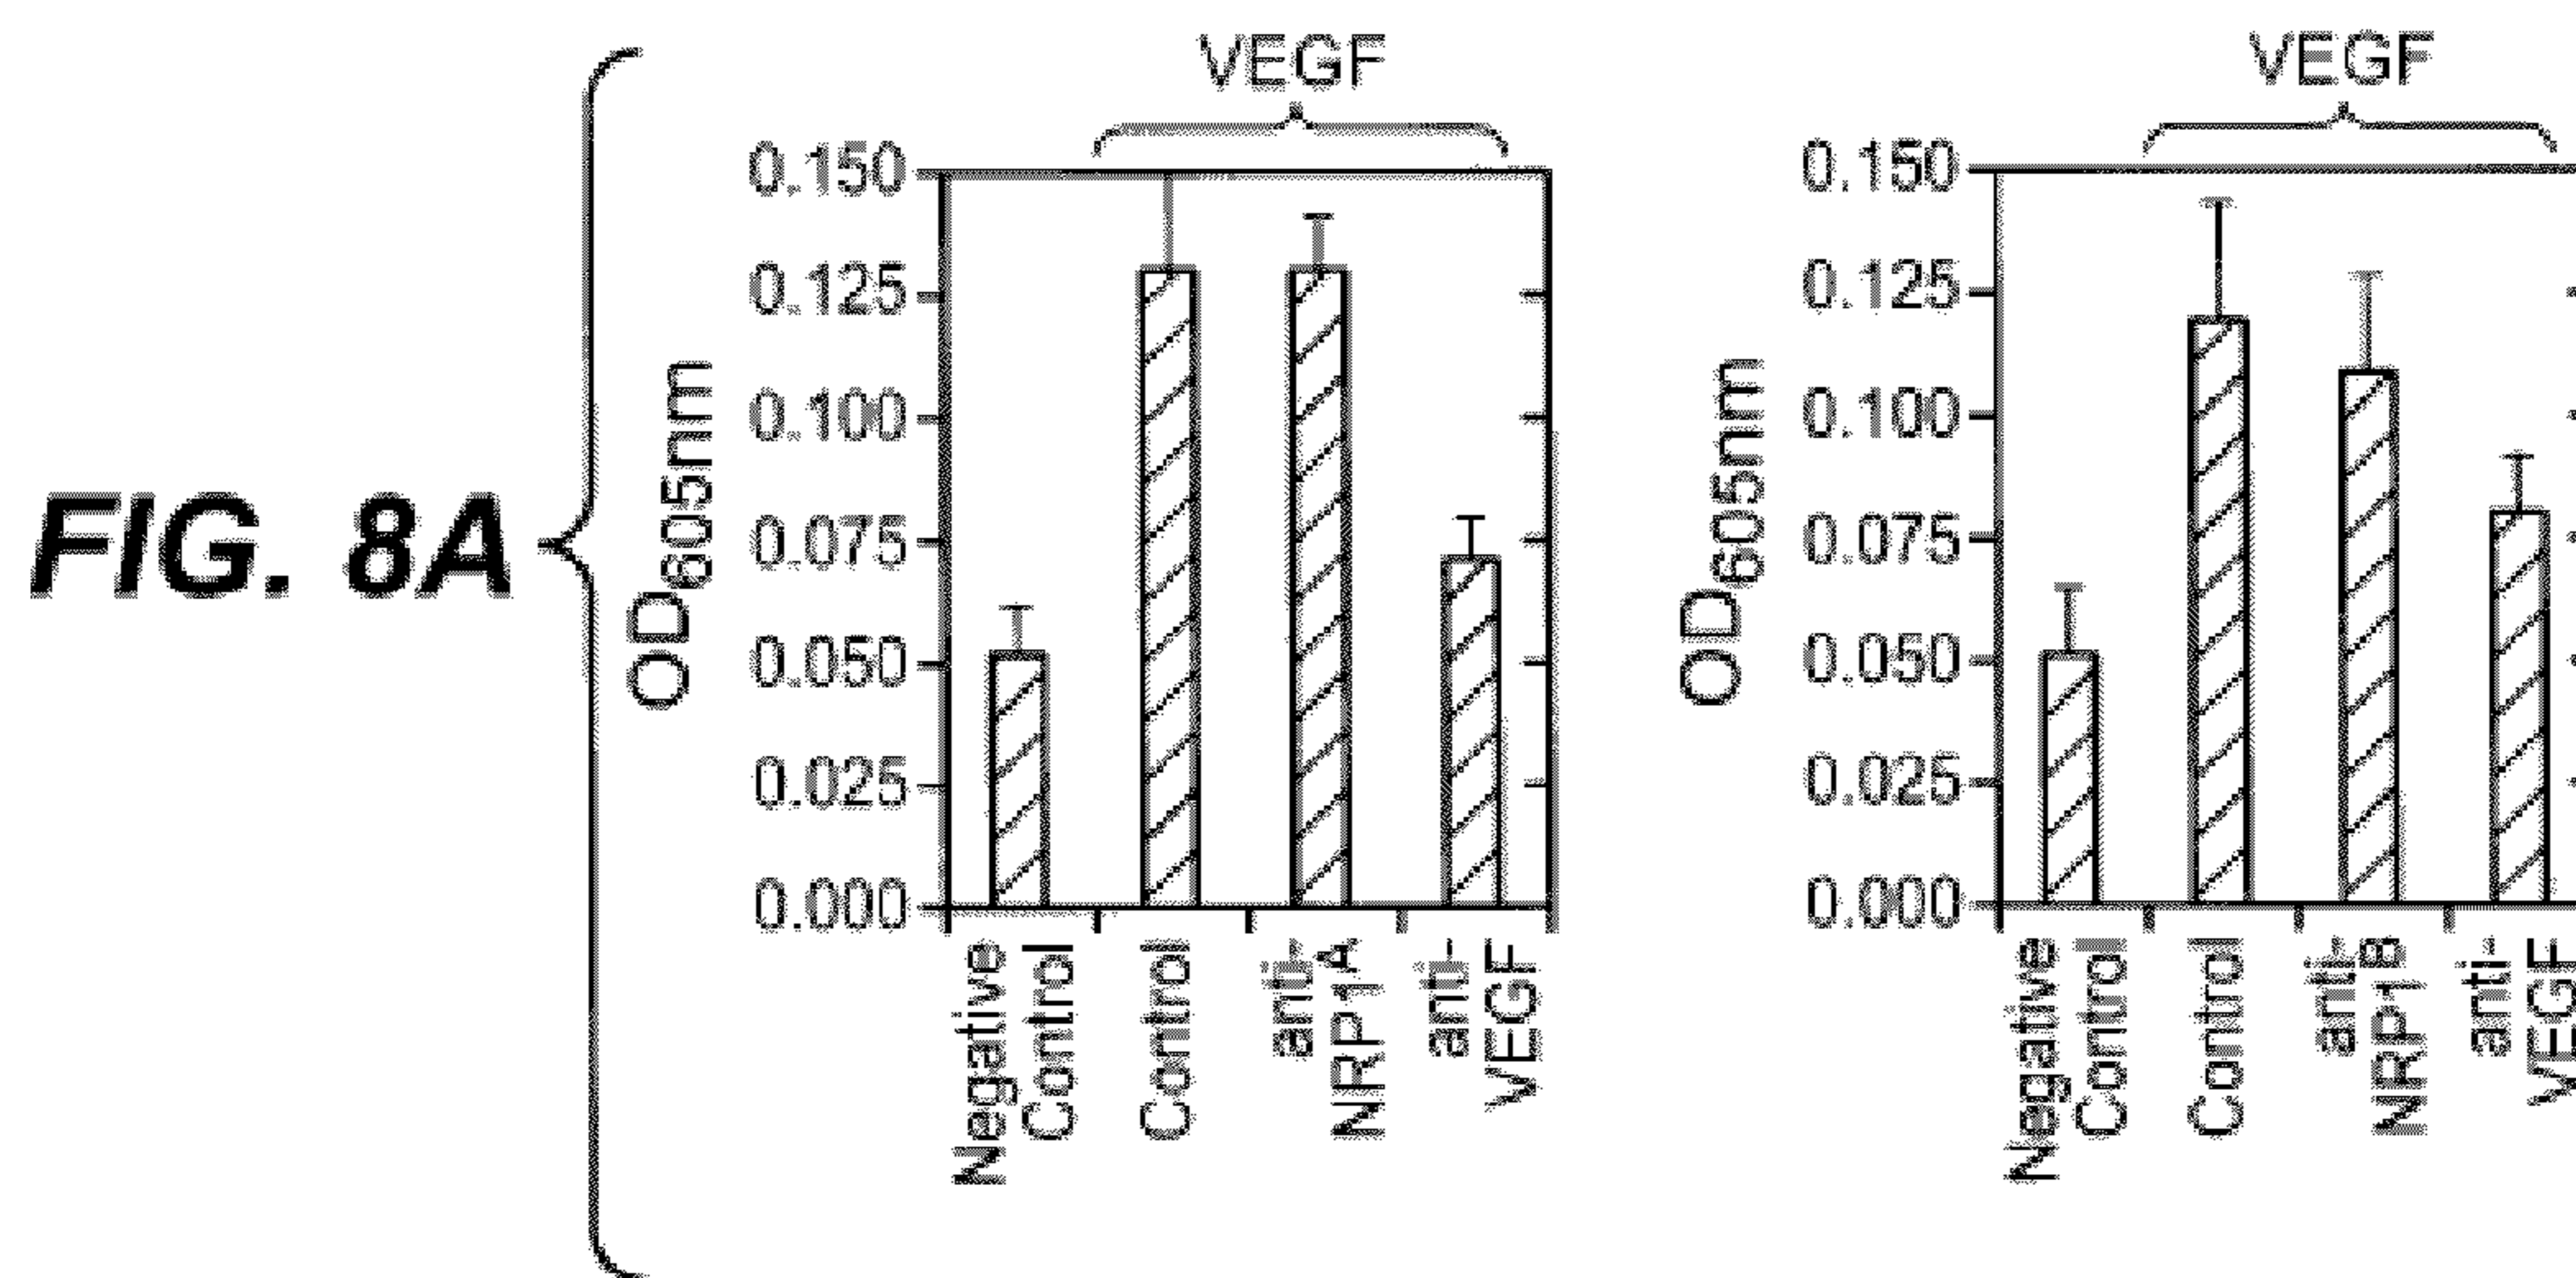 FIG. 8A
VEGF
OD605nm
0.150
0.125
0.100
0.075
0.050
0.025
0.000
Negative
Control
Control
anti-
NRP1A
anti-
VEGF
VEGF
OD605nm
0.150
0.125
0.100
0.075
0.050
0.025
0.000
Negative
Control
Control
anti-
NRP1B
anti-
VEGF